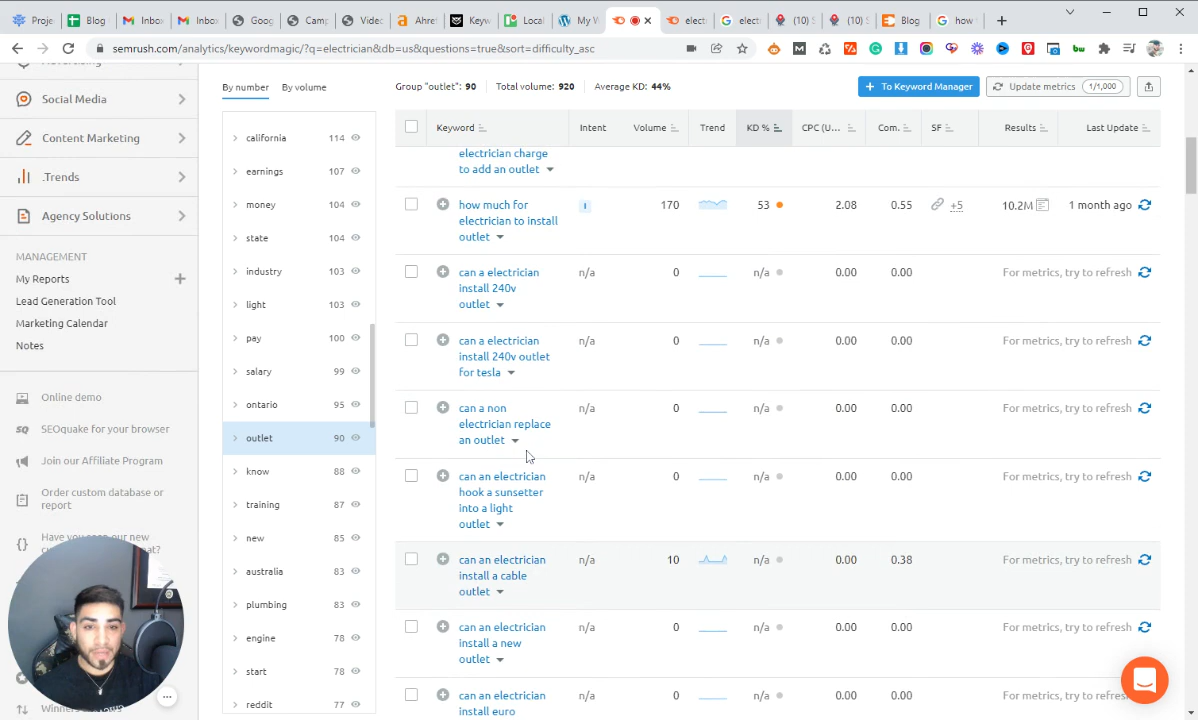 Proje
Blog
Inbox
Inbox
Goog
Camp
Video
Ahre
Keyw
Local
My W
elect
electr
(10) S
(10) S
Blog
how
semrush.com/analytics/keywordmagic/?q=electrician&db=us&questions=true&sort=difficulty_asc
Advertising
Social Media
Content Marketing
.Trends
Agency Solutions
MANAGEMENT
My Reports
Lead Generation Tool
Marketing Calendar
Notes
Online demo
SEOquake for your browser
Join our Affiliate Program
Order custom database or
report
Have you seen our new
By number
By volume
california 114
earnings 107
money 104
state 104
industry 103
light 103
pay 100
salary 99
ontario 95
outlet 90
know 88
training 87
new 85
australia 83
plumbing 83
engine 78
start 78
reddit 77
Group "outlet": 90
Total volume: 920
Average KD: 44%
+ To Keyword Manager
Update metrics 1/1,000
Keyword Intent Volume Trend KD % CPC (U... Com. SF Results Last Update
electrician charge
to add an outlet
how much for
electrician to install
outlet
I 170 53 2.08 0.55 +5 10.2M 1 month ago
can a electrician
install 240v
outlet
n/a 0 n/a 0.00 0.00 For metrics, try to refresh
can a electrician
install 240v outlet
for tesla
n/a 0 n/a 0.00 0.00 For metrics, try to refresh
can a non
electrician replace
an outlet
n/a 0 n/a 0.00 0.00 For metrics, try to refresh
can an electrician
hook a sunsetter
into a light
outlet
n/a 0 n/a 0.00 0.00 For metrics, try to refresh
can an electrician
install a cable
outlet
n/a 10 n/a 0.00 0.38 For metrics, try to refresh
can an electrician
install a new
outlet
n/a 0 n/a 0.00 0.00 For metrics, try to refresh
can an electrician
install euro
n/a 0 n/a 0.00 0.00 For metrics, try to refresh